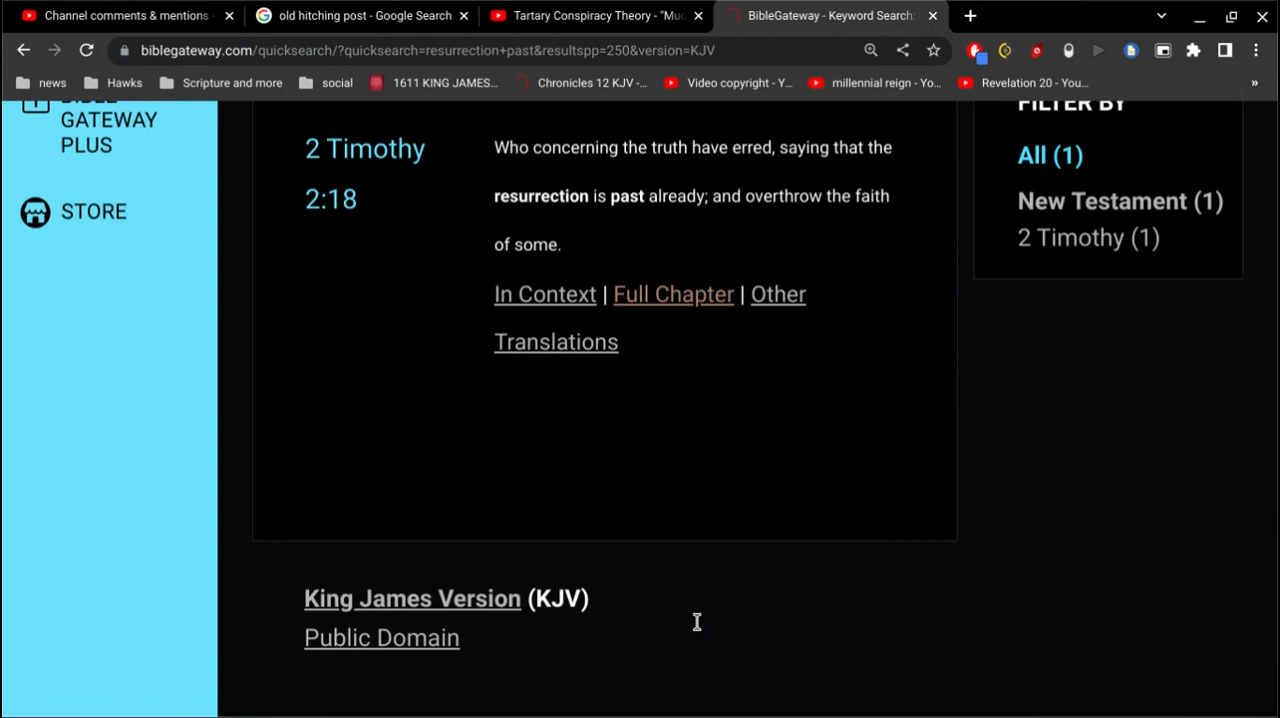 Channel comments & mentions
old hitching post - Google Search
Tartary Conspiracy Theory - "Mu
BibleGateway - Keyword Search:
biblegateway.com/quicksearch/?quicksearch=resurrection+past&resultspp=250&version=KJV
news
Hawks
Scripture and more
social
1611 KING JAMES...
Chronicles 12 KJV -...
Video copyright - Y...
millennial reign - Yo...
Revelation 20 - You...
»
BIBLE
GATEWAY
PLUS
STORE
2 Timothy
2:18
Who concerning the truth have erred, saying that the
resurrection is past already; and overthrow the faith
of some.
In Context | Full Chapter | Other
Translations
FILTER BY
All (1)
New Testament (1)
2 Timothy (1)
King James Version (KJV)
Public Domain